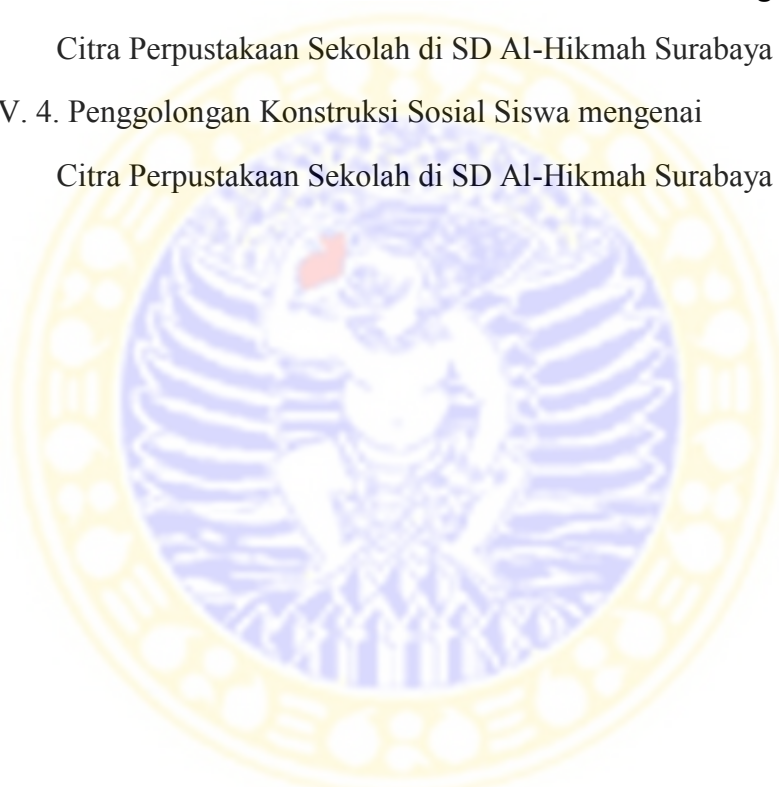 Citra Perpustakaan Sekolah di SD Al-Hikmah Surabaya
V. 4. Penggolongan Konstruksi Sosial Siswa mengenai
Citra Perpustakaan Sekolah di SD Al-Hikmah Surabaya